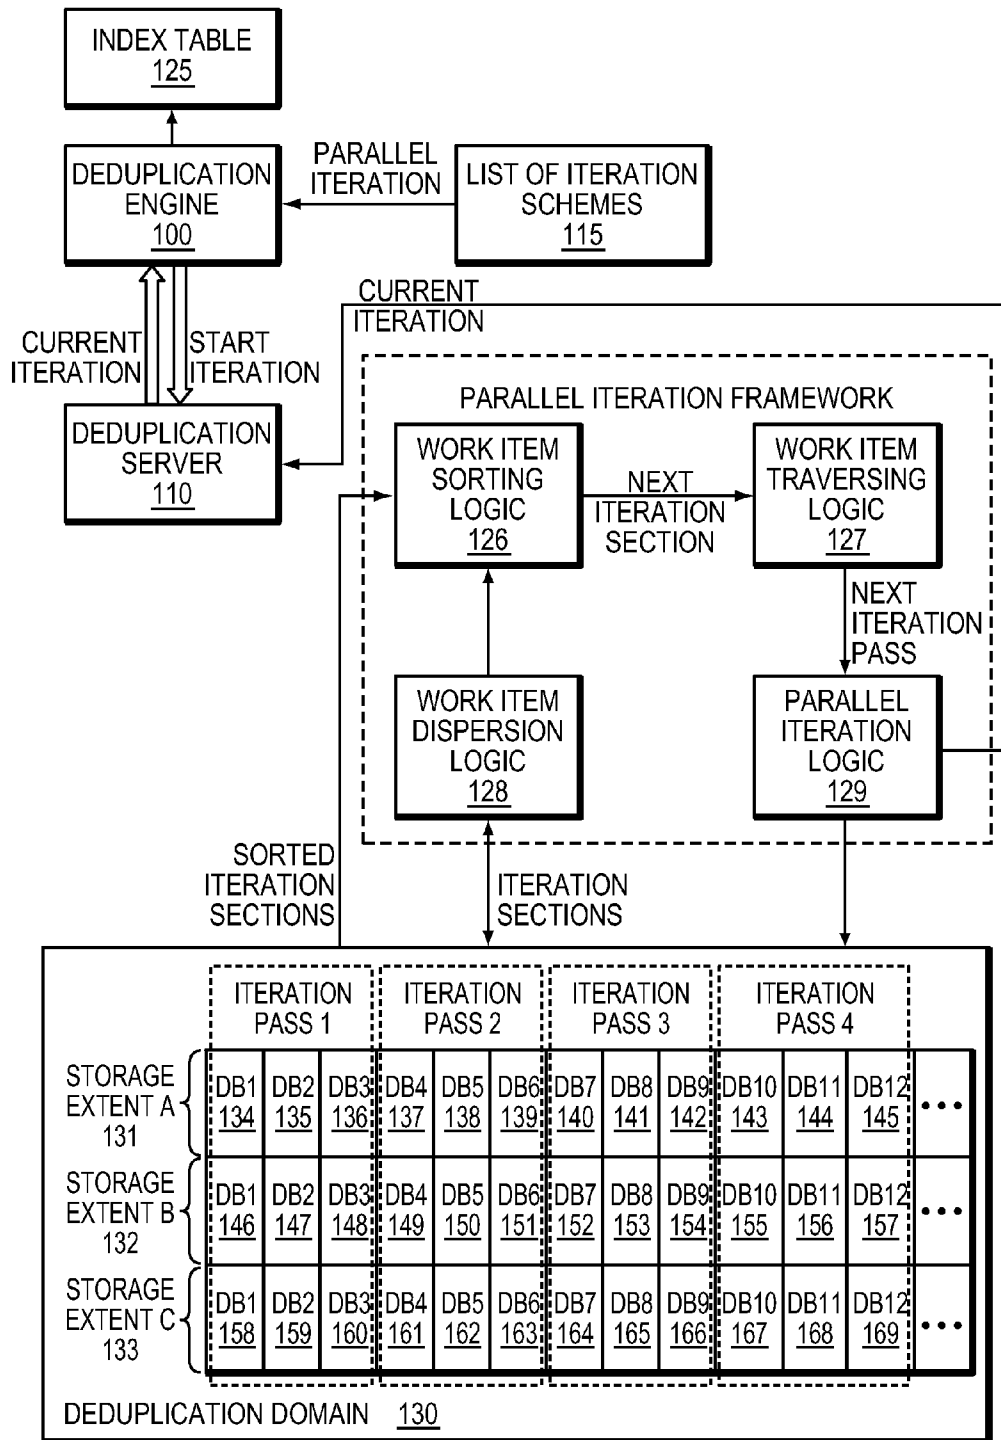 INDEX TABLE
125
DEDUPLICATION
ENGINE
100
PARALLEL
ITERATION
LIST OF ITERATION
SCHEMES
115
CURRENT
ITERATION
START
ITERATION
CURRENT
ITERATION
DEDUPLICATION
SERVER
110
PARALLEL ITERATION FRAMEWORK
WORK ITEM
SORTING
LOGIC
126
NEXT
ITERATION
SECTION
WORK ITEM
TRAVERSING
LOGIC
127
NEXT
ITERATION
PASS
WORK ITEM
DISPERSION
LOGIC
128
PARALLEL
ITERATION
LOGIC
129
SORTED
ITERATION
SECTIONS
ITERATION
SECTIONS
ITERATION
PASS 1
ITERATION
PASS 2
ITERATION
PASS 3
ITERATION
PASS 4
STORAGE
EXTENT A
131
DB1 DB2 DB3 DB4 DB5 DB6 DB7 DB8 DB9 DB10 DB11 DB12
134 135 136 137 138 139 140 141 142 143 144 145 •••
STORAGE
EXTENT B
132
DB1 DB2 DB3 DB4 DB5 DB6 DB7 DB8 DB9 DB10 DB11 DB12
146 147 148 149 150 151 152 153 154 155 156 157 •••
STORAGE
EXTENT C
133
DB1 DB2 DB3 DB4 DB5 DB6 DB7 DB8 DB9 DB10 DB11 DB12
158 159 160 161 162 163 164 165 166 167 168 169 •••
DEDUPLICATION DOMAIN 130